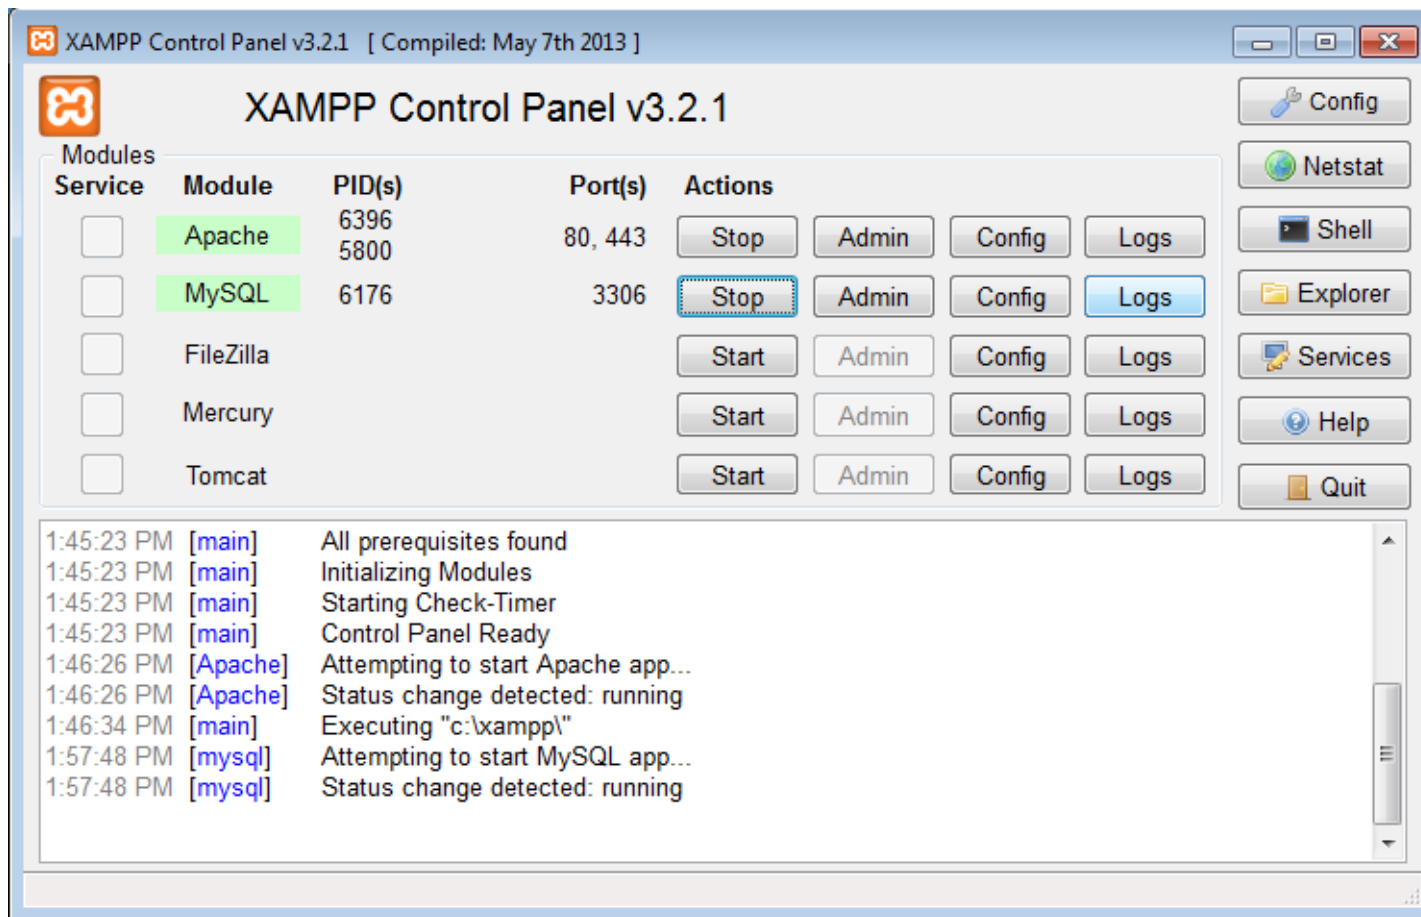 XAMPP Control Panel v3.2.1 [ Compiled: May 7th 2013 ]
XAMPP Control Panel v3.2.1
Config
Modules
Netstat
Service Module PID(s) Port(s) Actions
Apache 6396 5800 80, 443 Stop Admin Config Logs
Shell
MySQL 6176 3306 Stop Admin Config Logs
Explorer
FileZilla Start Admin Config Logs
Services
Mercury Start Admin Config Logs
Help
Tomcat Start Admin Config Logs
Quit
1:45:23 PM [main] All prerequisites found
1:45:23 PM [main] Initializing Modules
1:45:23 PM [main] Starting Check-Timer
1:45:23 PM [main] Control Panel Ready
1:46:26 PM [Apache] Attempting to start Apache app...
1:46:26 PM [Apache] Status change detected: running
1:46:34 PM [main] Executing "c:\xampp\"
1:57:48 PM [mysql] Attempting to start MySQL app...
1:57:48 PM [mysql] Status change detected: running